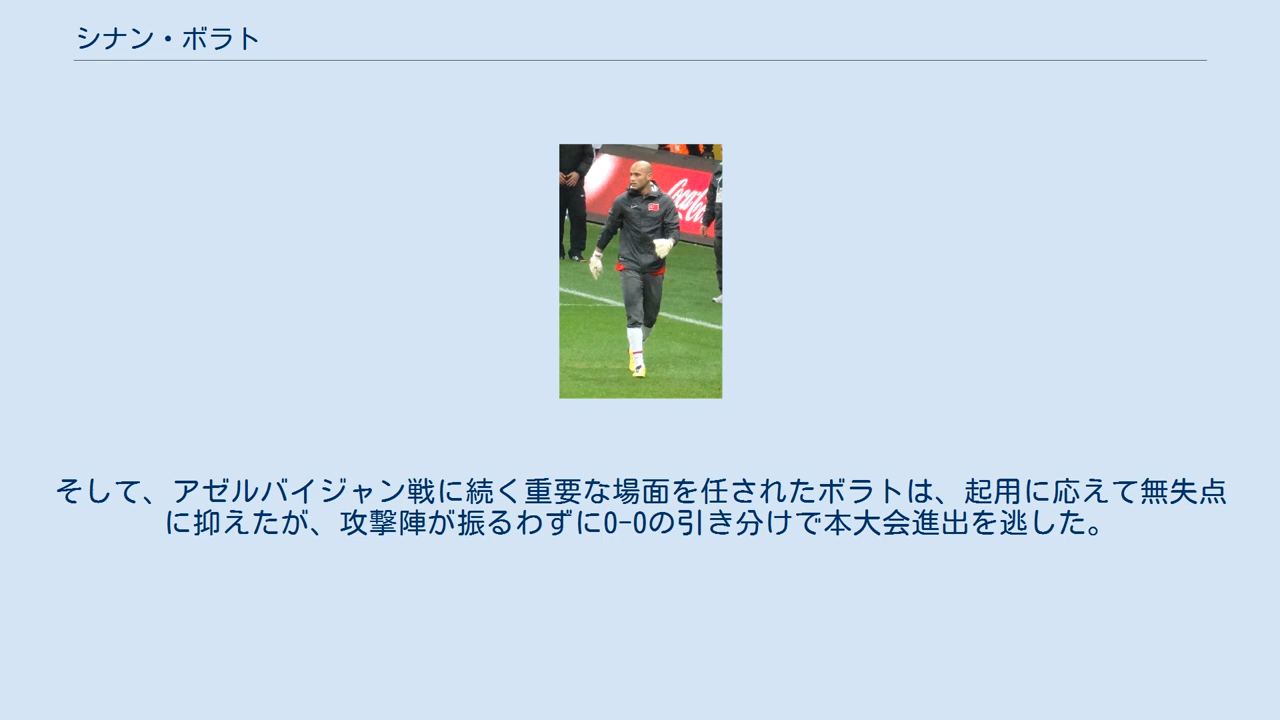 シナン・ボラト
Coca-Cola
そして、アゼルバイジャン戦に続く重要な場面を任されたボラトは、起用に応えて無失点
に抑えたが、攻撃陣が振るわずに0-0の引き分けで本大会進出を逃した。